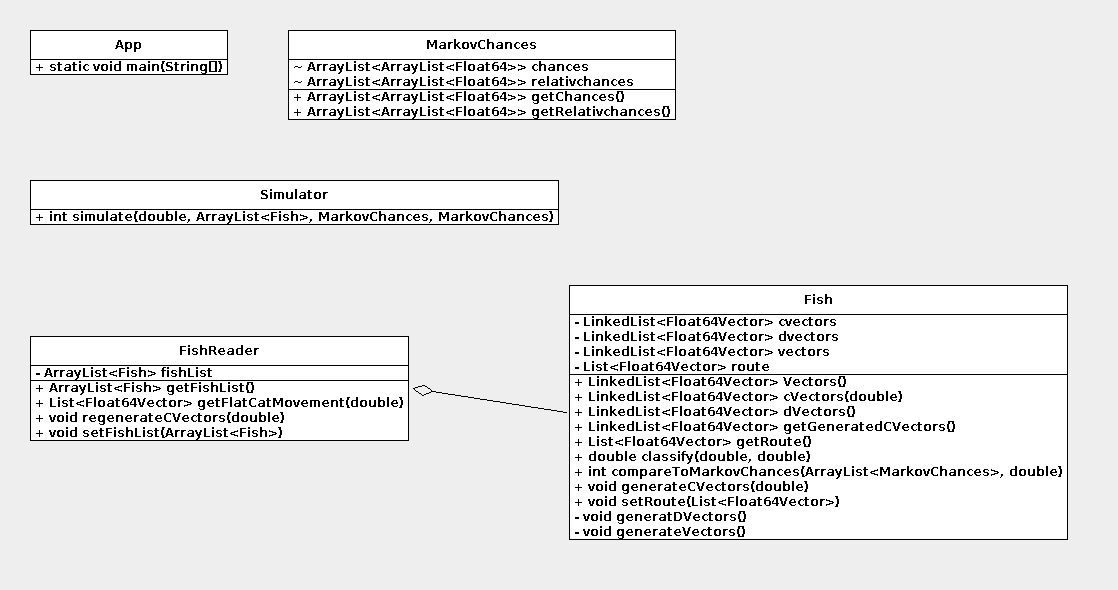 App
+ static void main(String[])
MarkovChances
~ ArrayList<ArrayList<Float64>> chances
~ ArrayList<ArrayList<Float64>> relativchances
+ ArrayList<ArrayList<Float64>> getChances()
+ ArrayList<ArrayList<Float64>> getRelativchances()
Simulator
+ int simulate(double, ArrayList<Fish>, MarkovChances, MarkovChances)
FishReader
- ArrayList<Fish> fishList
+ ArrayList<Fish> getFishList()
+ List<Float64Vector> getFlatCatMovement(double)
+ void regenerateCVectors(double)
+ void setFishList(ArrayList<Fish>)
Fish
- LinkedList<Float64Vector> cvectors
- LinkedList<Float64Vector> dvectors
- LinkedList<Float64Vector> vectors
- List<Float64Vector> route
+ LinkedList<Float64Vector> Vectors()
+ LinkedList<Float64Vector> cVectors(double)
+ LinkedList<Float64Vector> dVectors()
+ LinkedList<Float64Vector> getGeneratedCVectors()
+ List<Float64Vector> getRoute()
+ double classify(double, double)
+ int compareToMarkovChances(ArrayList<MarkovChances>, double)
+ void generateCVectors(double)
+ void setRoute(List<Float64Vector>)
- void generatDVectors()
- void generateVectors()